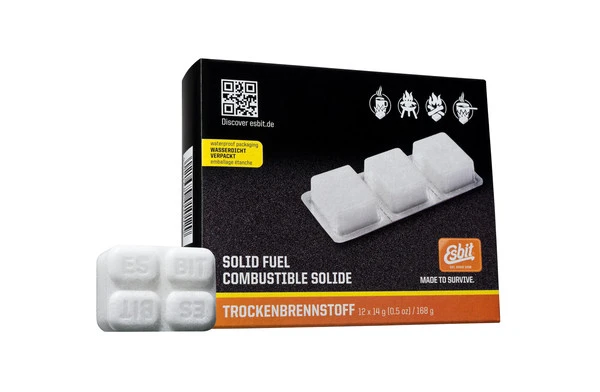 Discover esbit.de
waterproof packaging
WASSERDICHT
VERPACKT
emballage étanche
SOLID FUEL
COMBUSTIBLE SOLIDE
Esbit
MADE TO SURVIVE.
TROCKENBRENNSTOFF 12 x 14 g (0.5 oz) / 168 g
ES BIT
ES BIT